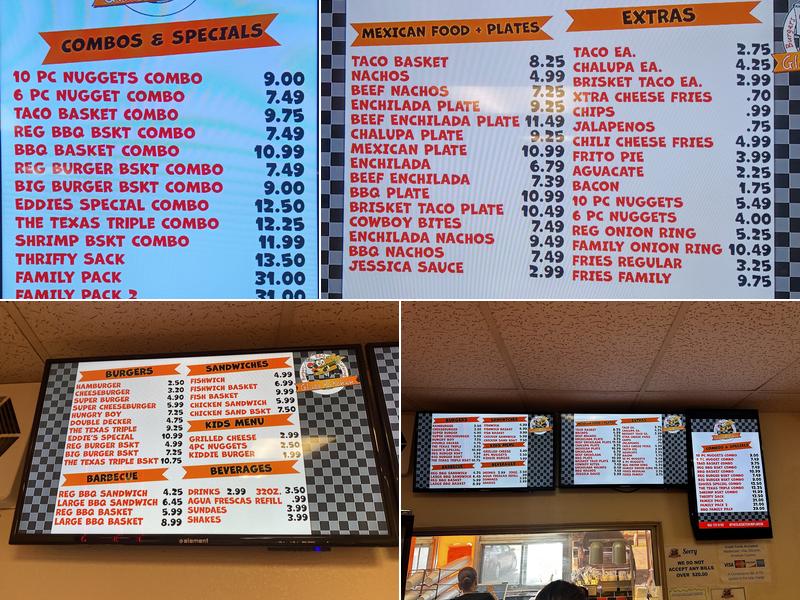 COMBOS & SPECIALS
10 PC NUGGETS COMBO 9.00
6 PC NUGGET COMBO 7.49
TACO BASKET COMBO 9.75
REG BBQ BSKT COMBO 7.49
BBQ BASKET COMBO 10.99
REG BURGER BSKT COMBO 7.49
BIG BURGER BSKT COMBO 9.00
EDDIES SPECIAL COMBO 12.50
THE TEXAS TRIPLE COMBO 12.25
SHRIMP BSKT COMBO 11.99
THRIFTY SACK 13.50
FAMILY PACK 31.00
FAMILY PACK 2 31.00
MEXICAN FOOD + PLATES
TACO BASKET 8.25
NACHOS 4.99
BEEF NACHOS 7.25
ENCHILADA PLATE 9.25
BEEF ENCHILADA PLATE 11.49
CHALUPA PLATE 9.25
MEXICAN PLATE 10.99
ENCHILADA 6.79
BEEF ENCHILADA 7.39
BBQ PLATE 10.99
BRISKET TACO PLATE 10.49
COWBOY BITES 7.49
ENCHILADA NACHOS 9.49
BBQ NACHOS 7.49
JESSICA SAUCE 2.99
EXTRAS
TACO EA. 2.75
CHALUPA EA. 4.25
BRISKET TACO EA. 2.99
XTRA CHEESE FRIES .70
CHIPS .99
JALAPENOS .75
CHILI CHEESE FRIES 4.99
FRITO PIE 3.99
AGUACATE 2.25
BACON 1.75
10 PC NUGGETS 5.49
6 PC NUGGETS 4.00
REG ONION RING 5.25
FAMILY ONION RING 10.49
FRIES REGULAR 3.25
FRIES FAMILY 9.75
BURGERS
HAMBURGER 2.50
CHEESEBURGER 3.20
SUPER BURGER 4.90
SUPER CHEESEBURGER 5.99
HUNGRY BOY 7.25
DOUBLE DECKER 4.75
THE TEXAS TRIPLE 9.25
EDDIE'S SPECIAL 10.99
REG BURGER BSKT 4.99
BIG BURGER BSKT 7.25
THE TEXAS TRIPLE BSKT 10.75
BARBECUE
REG BBQ SANDWICH 4.25
LARGE BBQ SANDWICH 6.45
REG BBQ BASKET 5.99
LARGE BBQ BASKET 8.99
SANDWICHES
FISHWICH 4.99
FISHWICH BASKET 6.99
FISH BASKET 9.99
CHICKEN SANDWICH 5.99
CHICKEN SAND BSKT 7.50
KIDS MENU
GRILLED CHEESE 2.99
4PC NUGGETS 2.50
KIDDIE BURGER 1.99
BEVERAGES
DRINKS 2.99 32OZ. 3.50
AGUA FRESCAS REFILL .99
SUNDAES 3.99
SHAKES 3.99
element
COMBOS & SPECIALS
Sorry
WE DO NOT
ACCEPT ANY BILLS
OVER $20.00
VISA